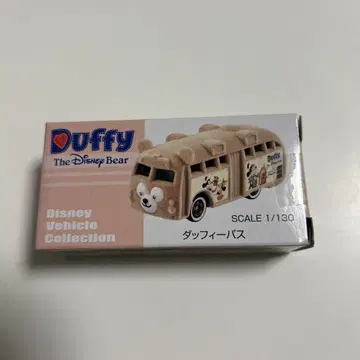 Duffy
The Disney Bear
Disney
Vehicle
Collection
SCALE 1/130
ダッフィーバス